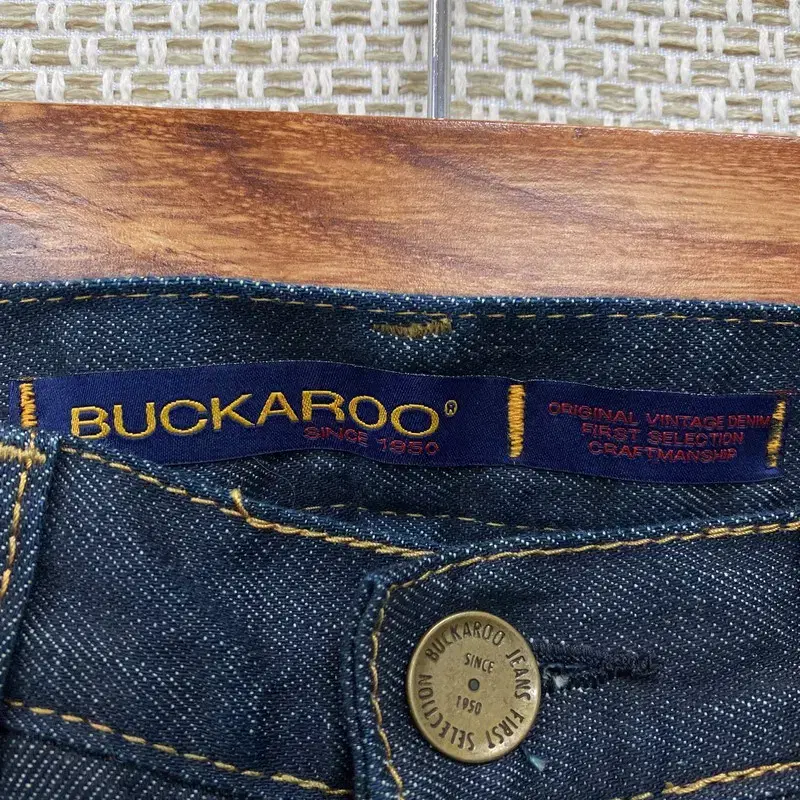 BUCKAROO®
SINCE 1950
ORIGINAL VINTAGE DENIM
FIRST SELECTION
CRAFTMANSHIP
BUCKAROO JEANS FIRST SELECTION
SINCE
1950